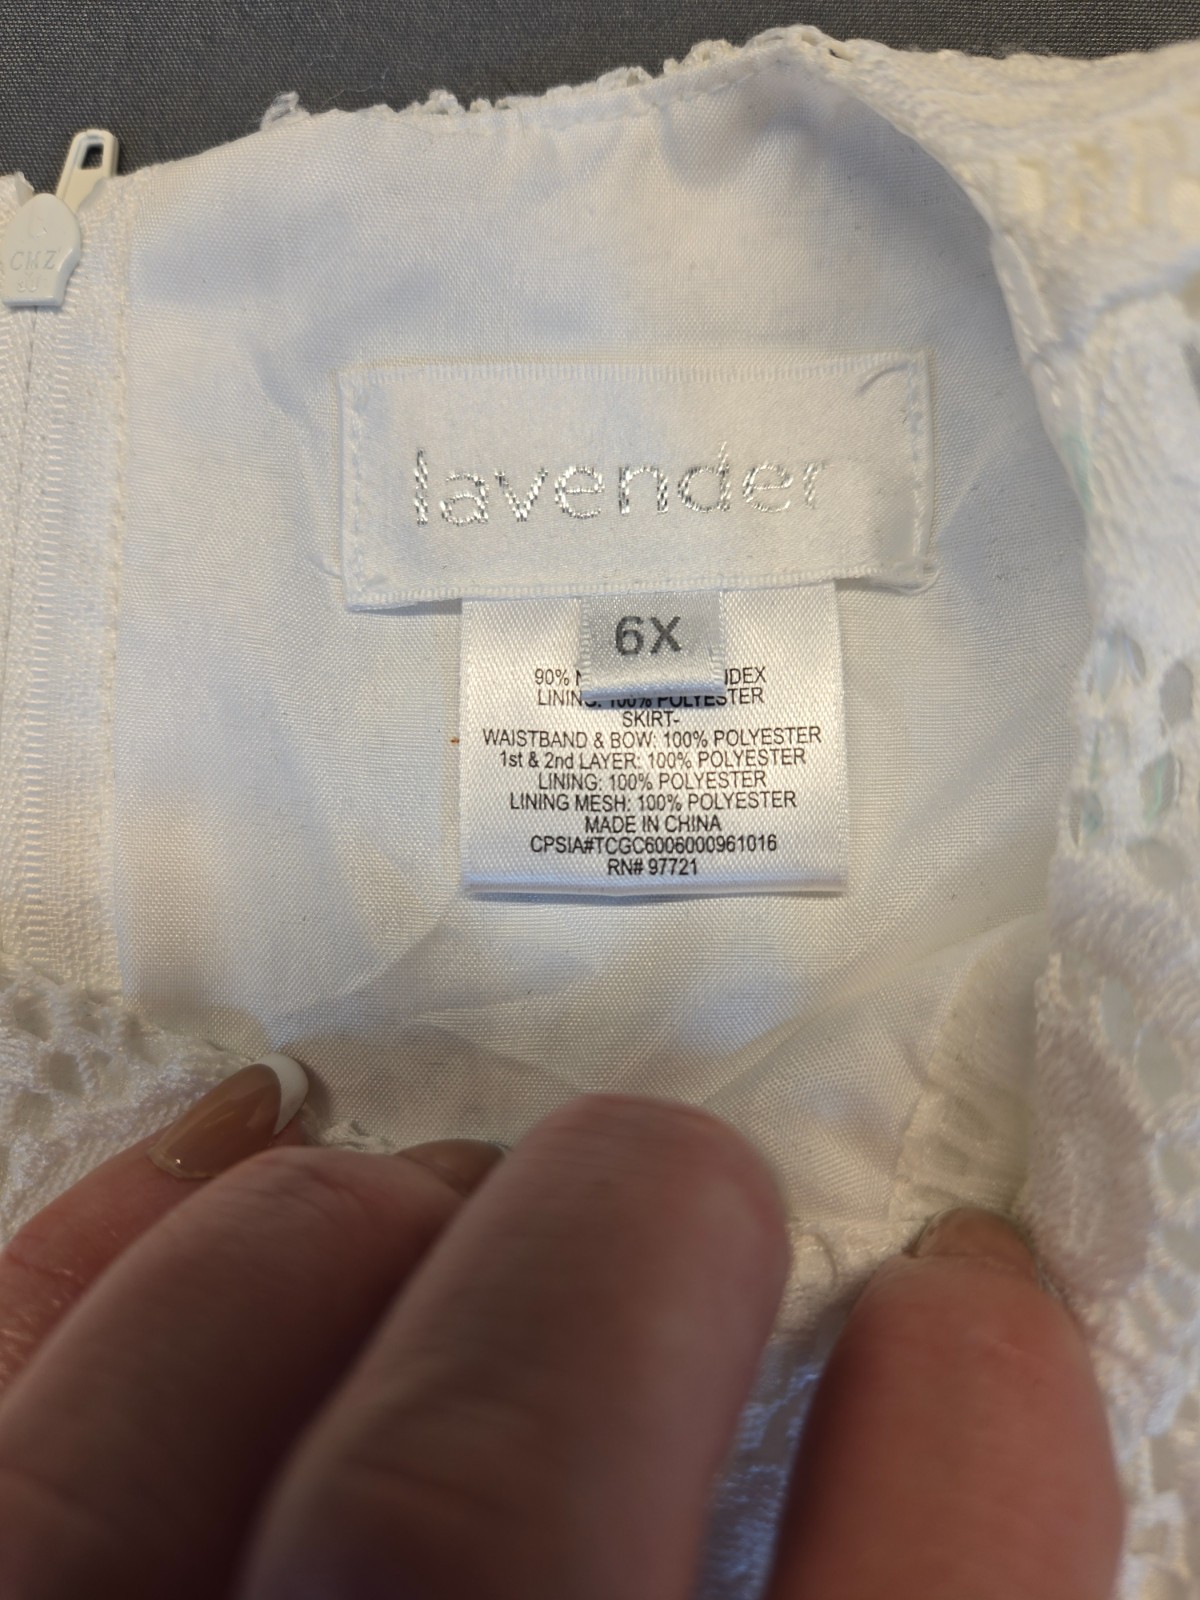 CMZ
lavender
6X
90%
LINING: 100% POLYESTER
SKIRT-
WAISTBAND & BOW: 100% POLYESTER
1st & 2nd LAYER: 100% POLYESTER
LINING: 100% POLYESTER
LINING MESH: 100% POLYESTER
MADE IN CHINA
CPSIA#TCGC6006000961016
RN# 97721